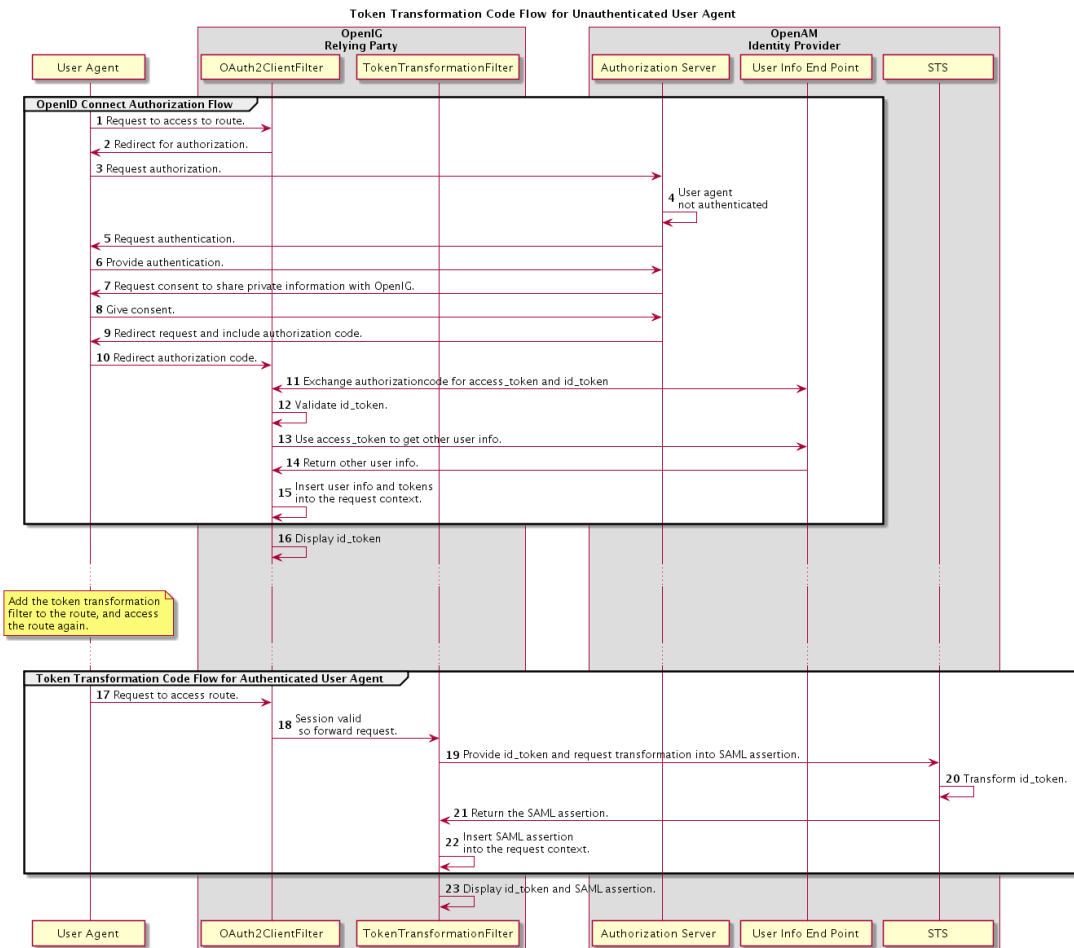 Token Transformation Code Flow for Unauthenticated User Agent
OpenIG
Relying Party
OpenAM
Identity Provider
User Agent
OAuth2ClientFilter
TokenTransformationFilter
Authorization Server
User Info End Point
STS
OpenID Connect Authorization Flow
1 Request to access to route.
2 Redirect for authorization.
3 Request authorization.
4 User agent
not authenticated
5 Request authentication.
6 Provide authentication.
7 Request consent to share private information with OpenIG.
8 Give consent.
9 Redirect request and include authorization code.
10 Redirect authorization code.
11 Exchange authorizationcode for access_token and id_token
12 Validate id_token.
13 Use access_token to get other user info.
14 Return other user info.
15 Insert user info and tokens
into the request context.
16 Display id_token
Add the token transformation
filter to the route, and access
the route again.
Token Transformation Code Flow for Authenticated User Agent
17 Request to access route.
18 Session valid
so forward request.
19 Provide id_token and request transformation into SAML assertion.
20 Transform id_token.
21 Return the SAML assertion.
22 Insert SAML assertion
into the request context.
23 Display id_token and SAML assertion.
User Agent
OAuth2ClientFilter
TokenTransformationFilter
Authorization Server
User Info End Point
STS